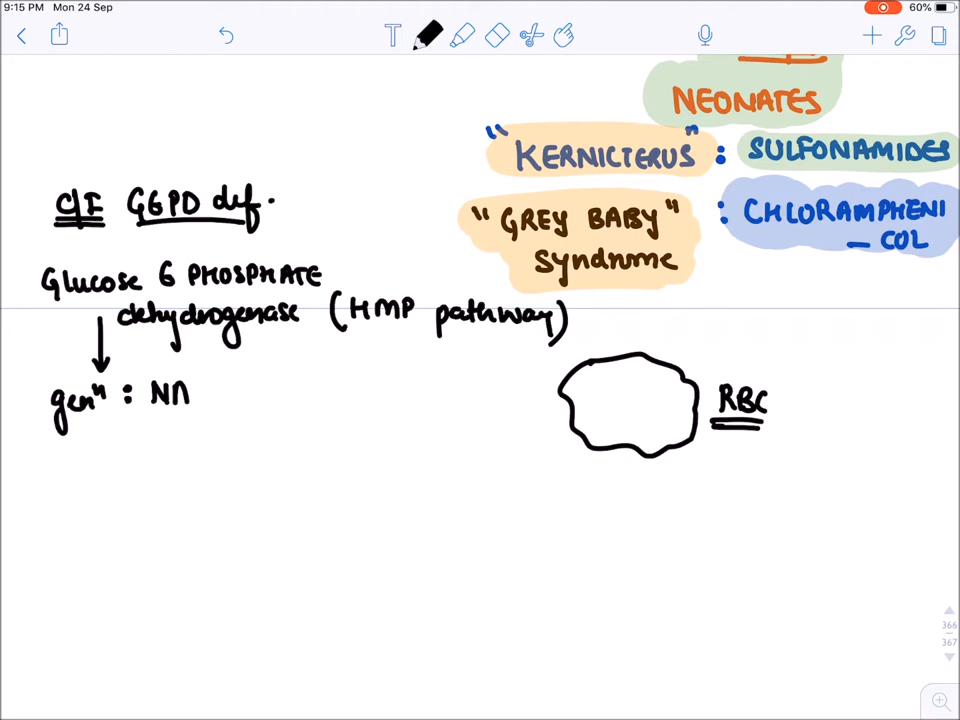 9:15 PM Mon 24 Sep
60%
T
NEONATES
"KERNICTERUS" : SULFONAMIDES
"GREY BABY" Syndrome : CHLORAMPHENI
– COL
C/I G6PD def.
Glucose 6 PHOSPHATE
dehydrogenase (HMP pathway)
genⁿ : NA
RBC
366
367